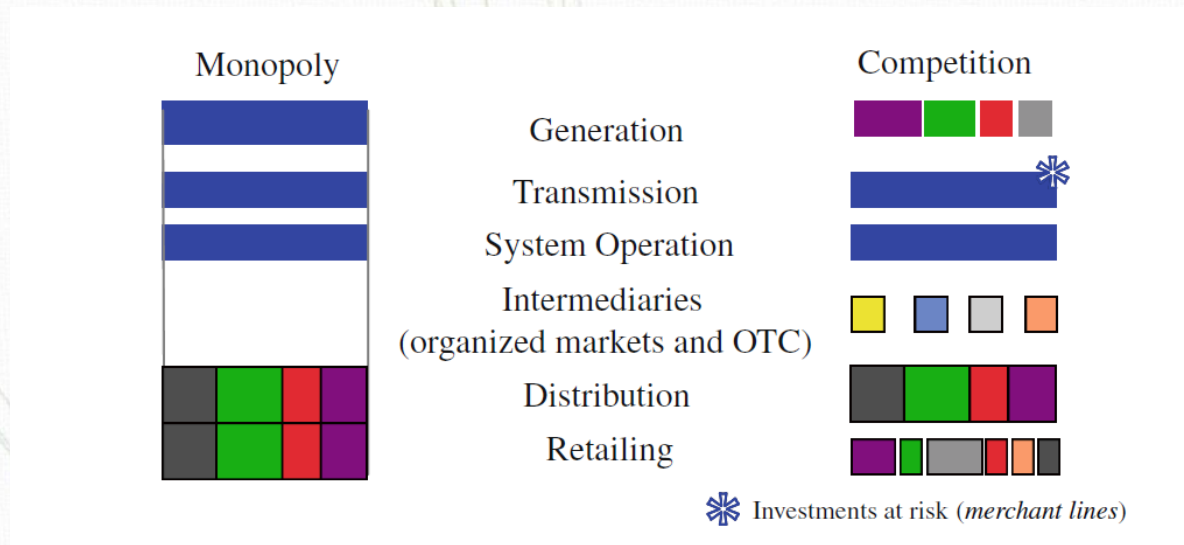 Monopoly
Competition
Generation
Transmission
System Operation
Intermediaries
(organized markets and OTC)
Distribution
Retailing
Investments at risk (merchant lines)